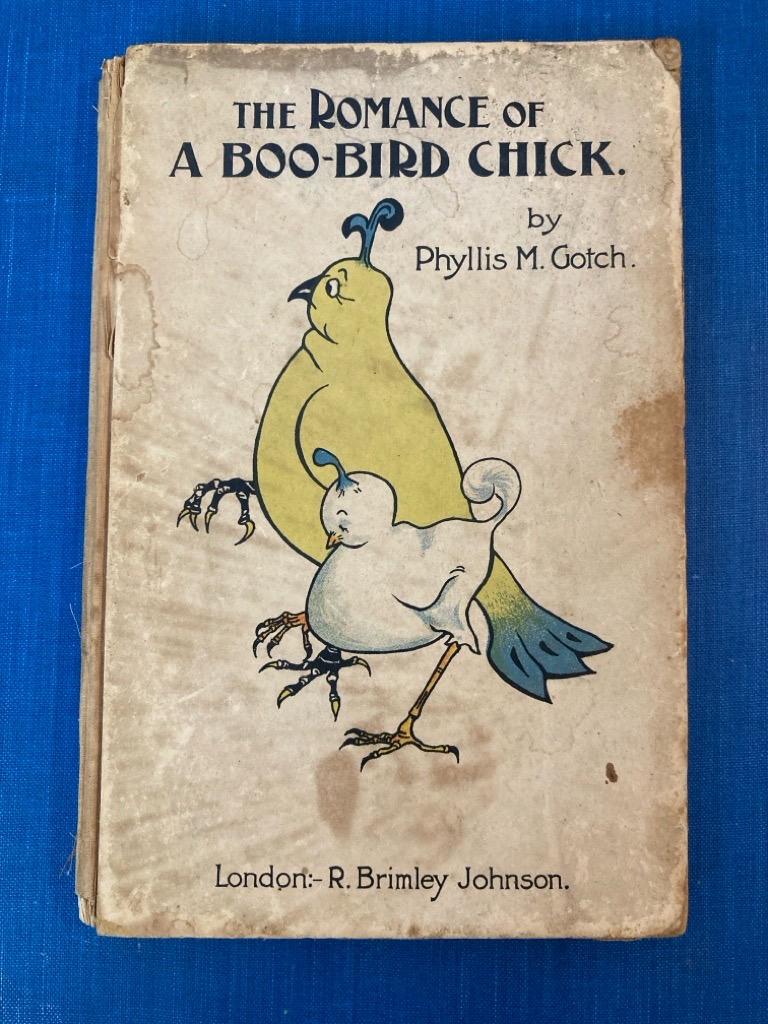 THE ROMANCE OF
A BOO-BIRD CHICK.
by
Phyllis M. Gotch.
London:- R. Brimley Johnson.